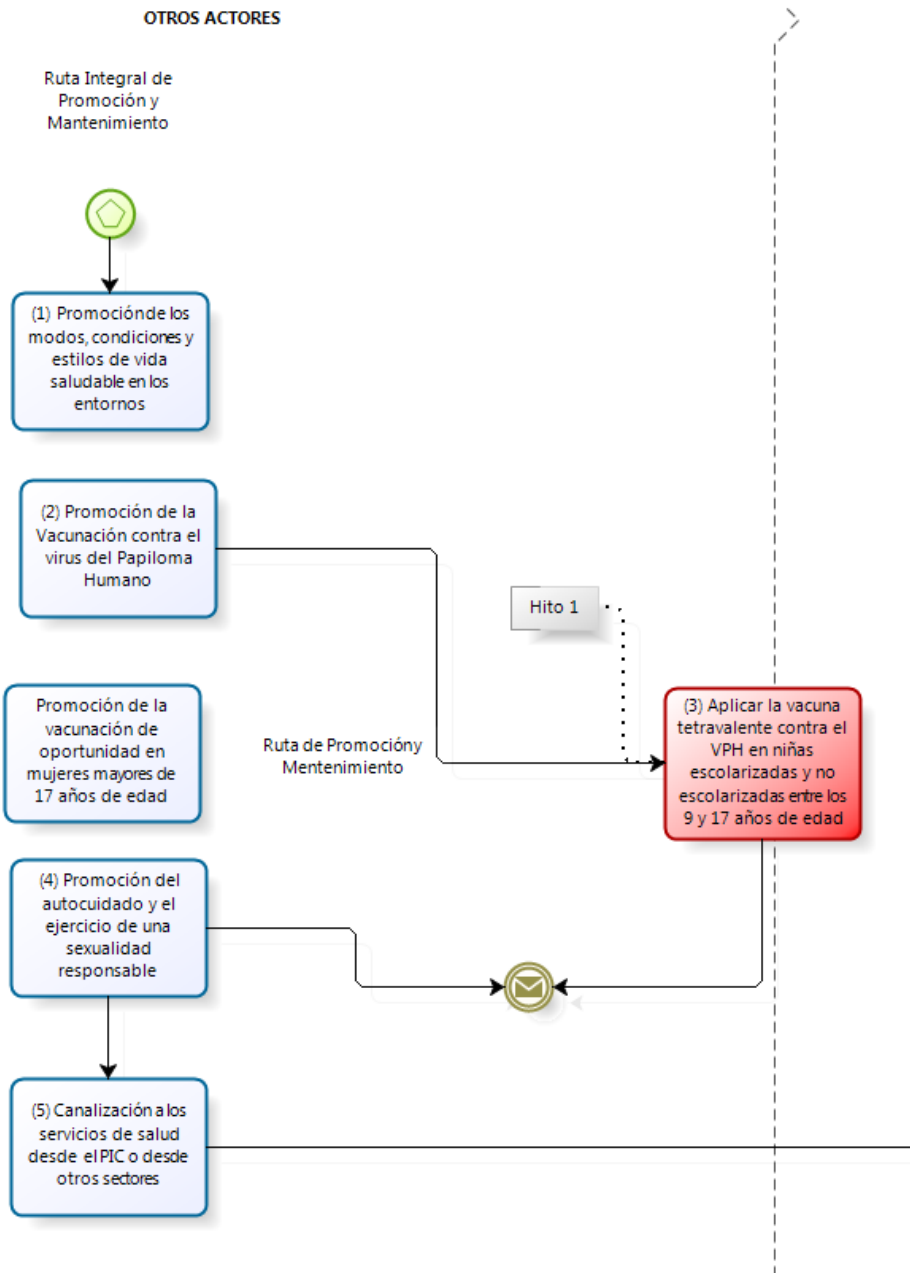 OTROS ACTORES
Ruta Integral de
Promoción y
Mantenimiento
(1) Promoción de los
modos, condiciones y
estilos de vida
saludable en los
entornos
(2) Promoción de la
Vacunación contra el
virus del Papiloma
Humano
Hito 1
Promoción de la
vacunación de
oportunidad en
mujeres mayores de
17 años de edad
Ruta de Promoción y
Mentenimiento
(3) Aplicar la vacuna
tetravalente contra el
VPH en niñas
escolarizadas y no
escolarizadas entre los
9 y 17 años de edad
(4) Promoción del
autocuidado y el
ejercicio de una
sexualidad
responsable
(5) Canalización a los
servicios de salud
desde el PIC o desde
otros sectores